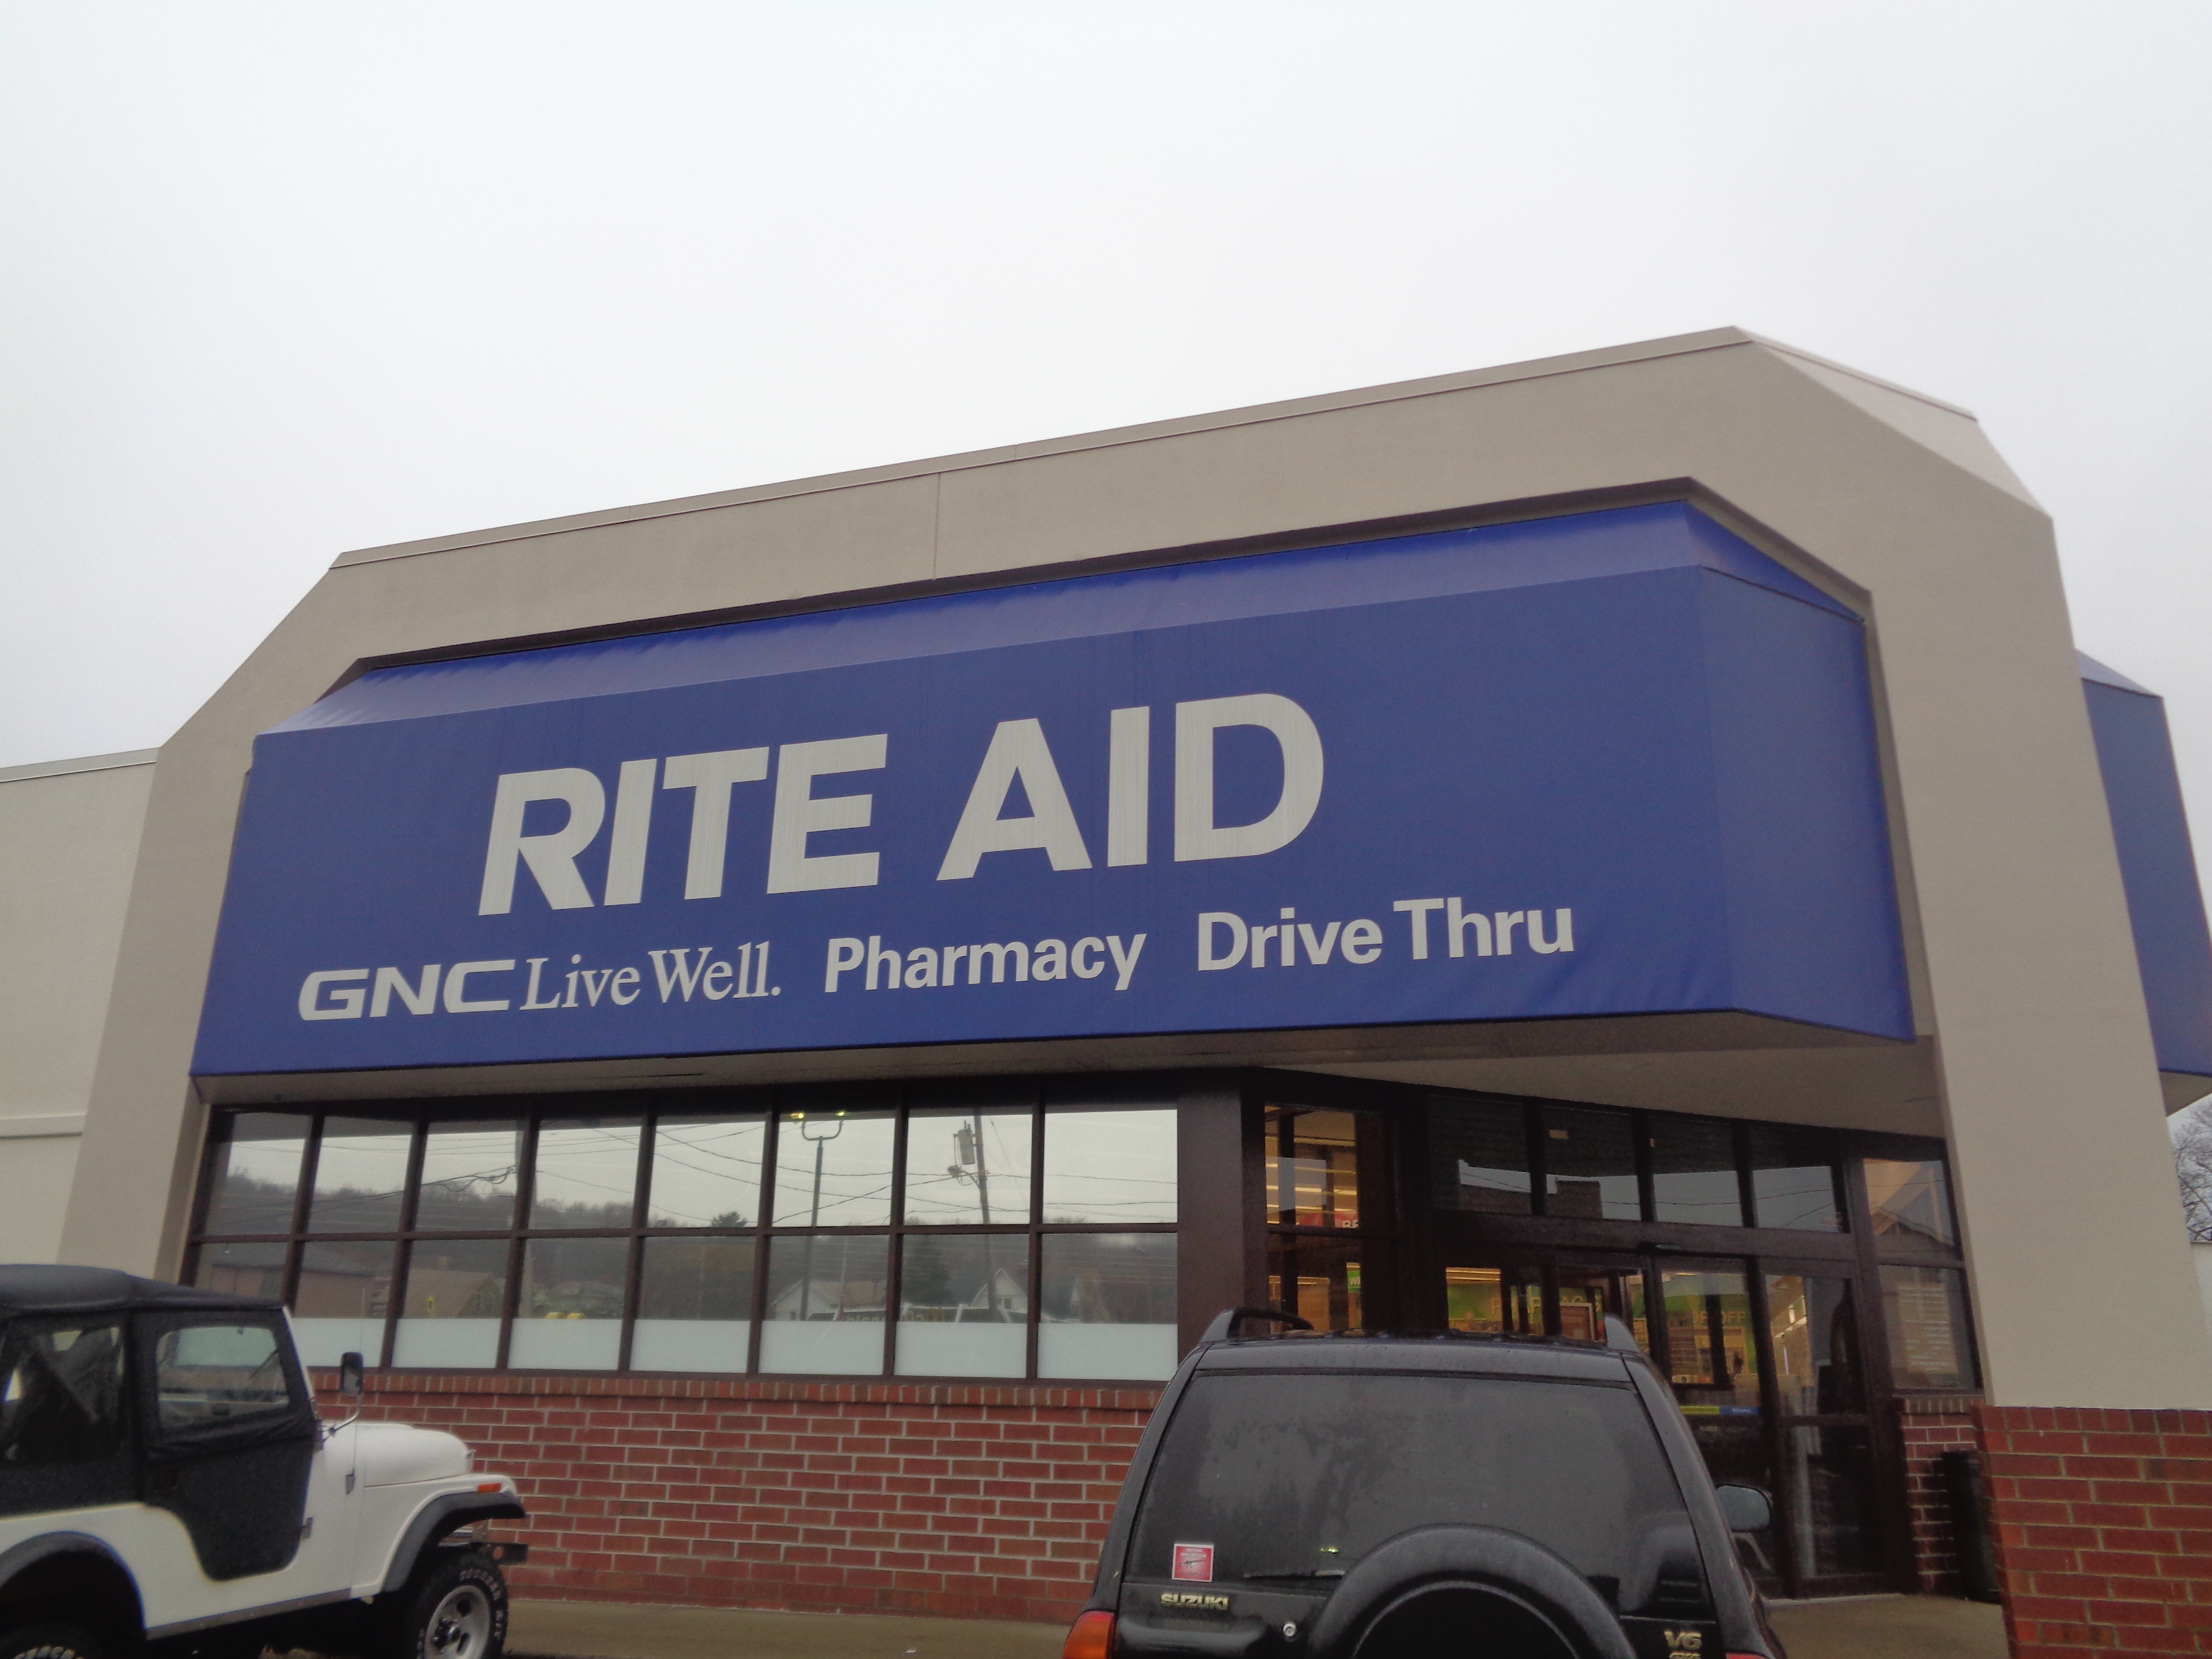 RITE AID
GNC Live Well. Pharmacy Drive Thru
SUZUKI
V6